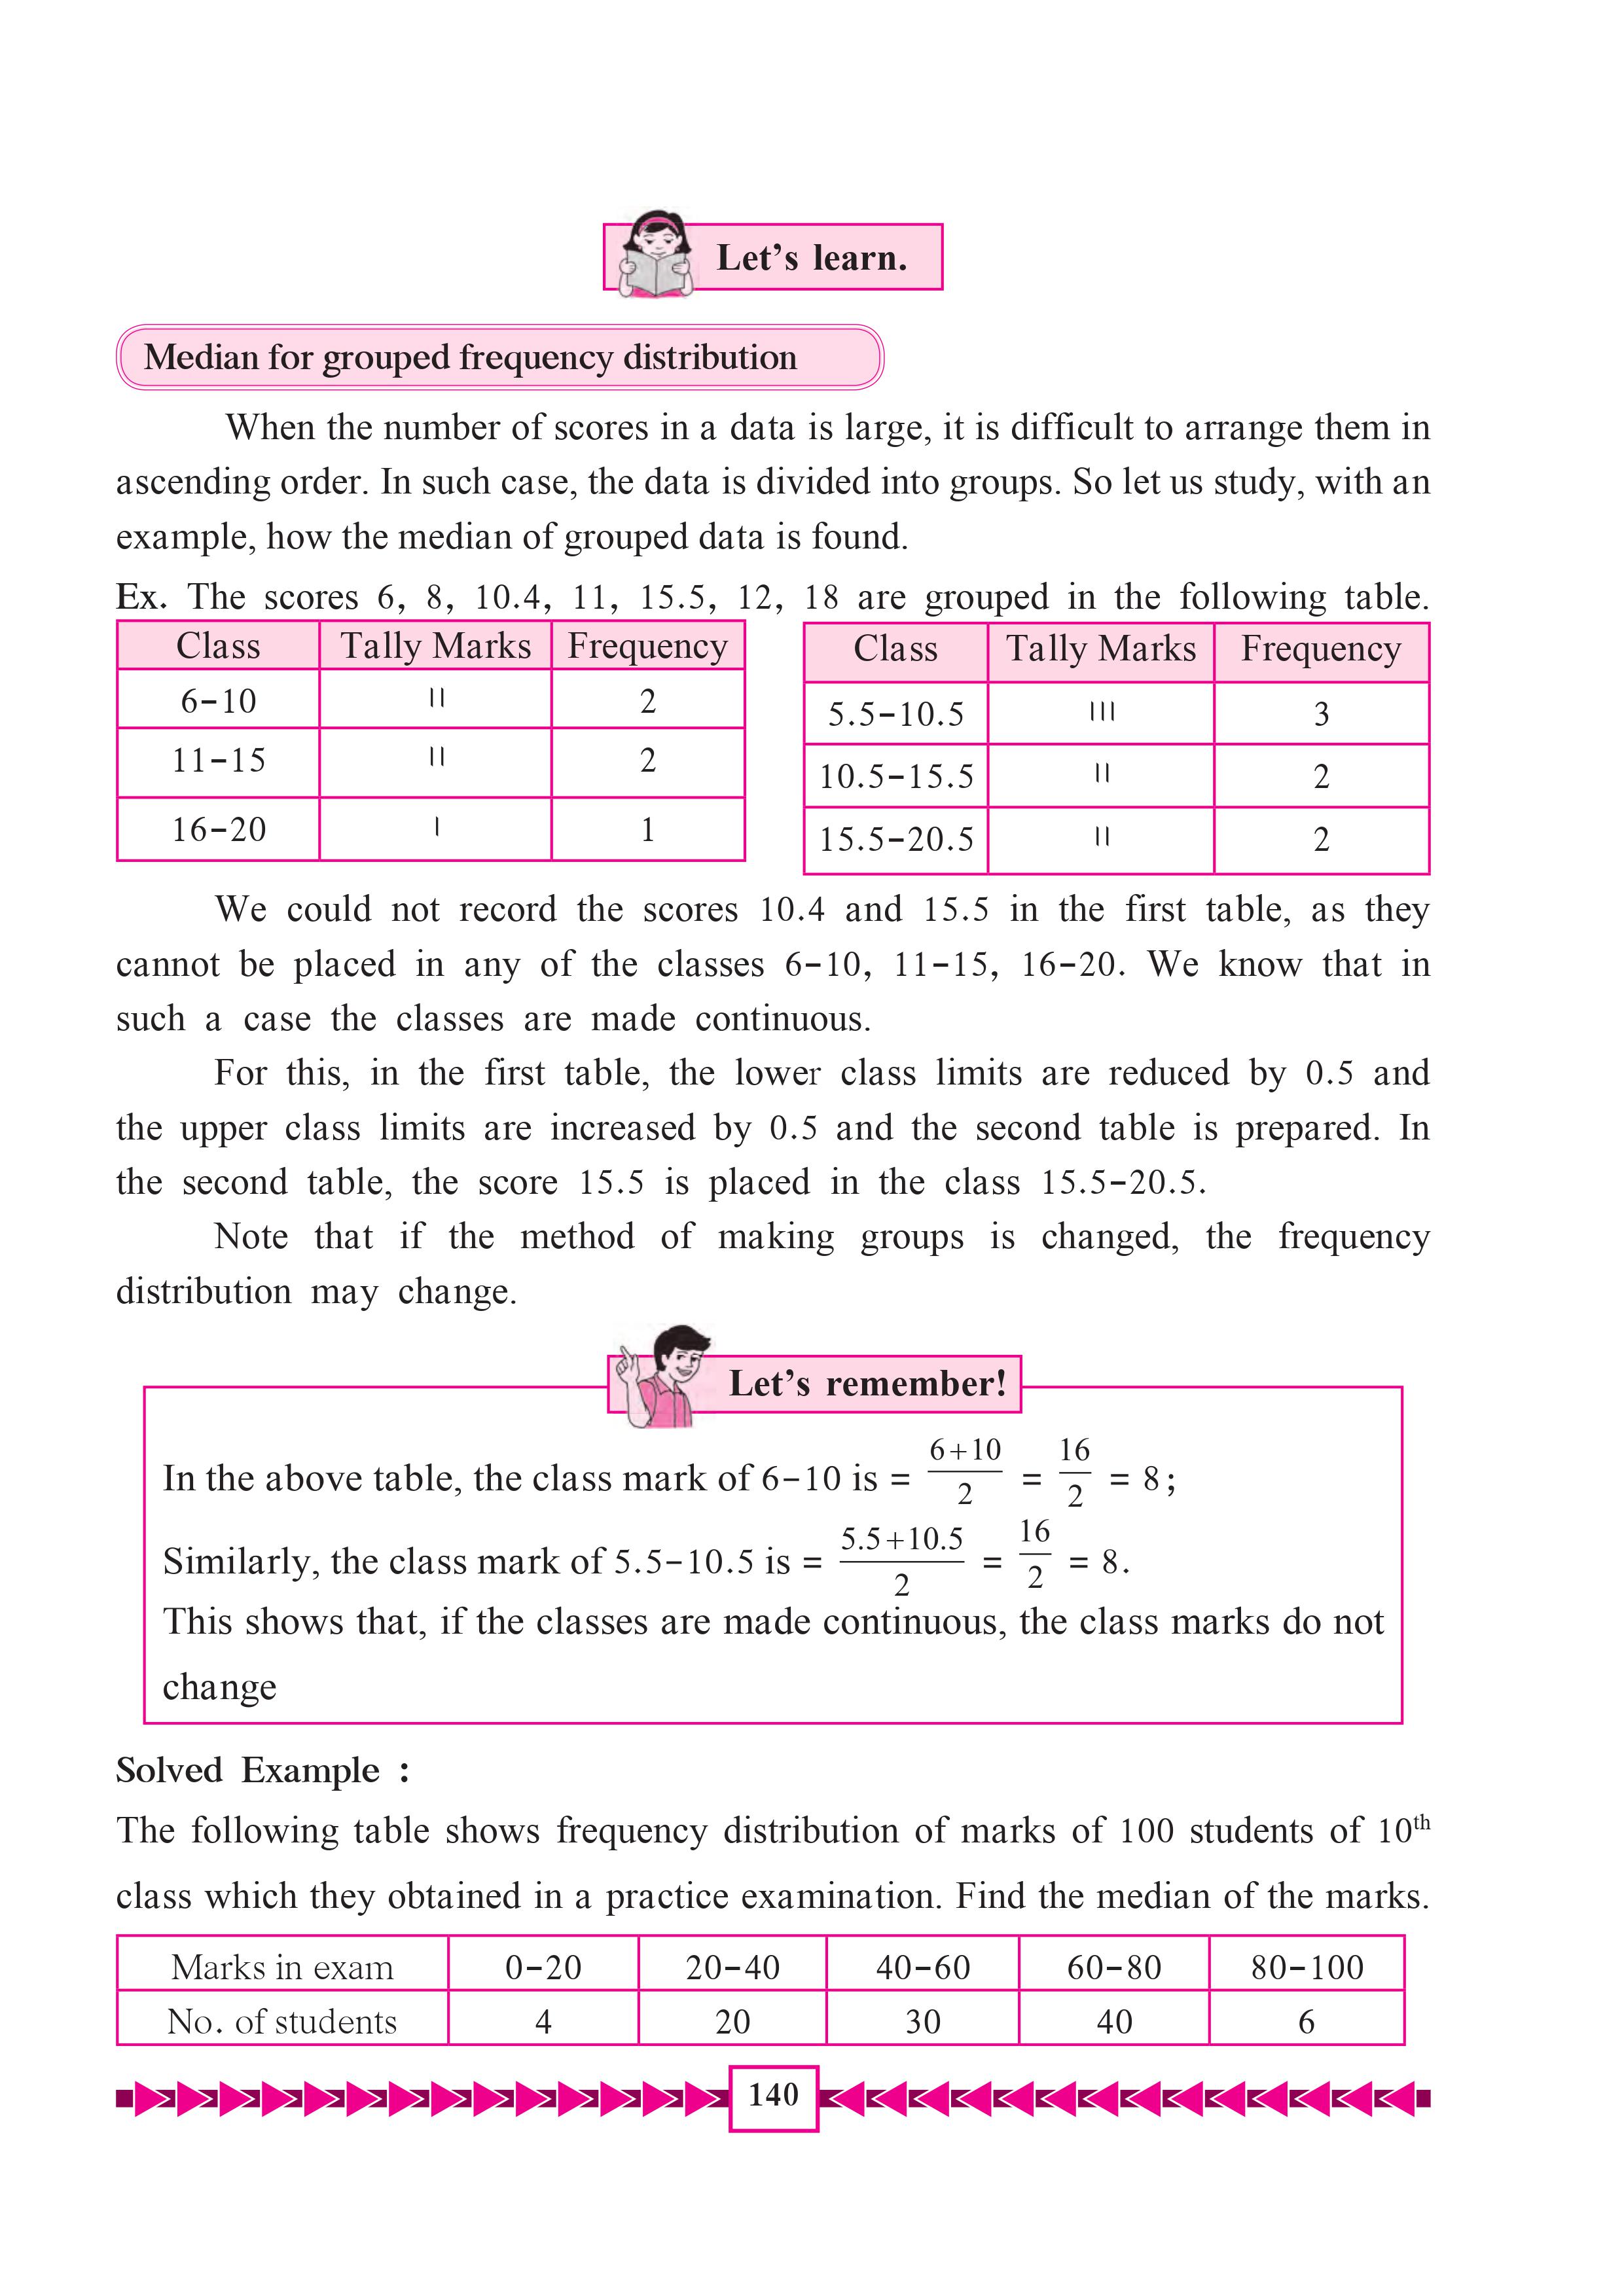 Let's learn.
Median for grouped frequency distribution
When the number of scores in a data is large, it is difficult to arrange them in
ascending order. In such case, the data is divided into groups. So let us study, with an
example, how the median of grouped data is found.
Ex. The scores 6, 8, 10.4, 11, 15.5, 12, 18 are grouped in the following table.
Class Tally Marks Frequency
6-10 || 2
11-15 || 2
16-20 | 1
Class Tally Marks Frequency
5.5-10.5 ||| 3
10.5-15.5 || 2
15.5-20.5 || 2
We could not record the scores 10.4 and 15.5 in the first table, as they
cannot be placed in any of the classes 6-10, 11-15, 16-20. We know that in
such a case the classes are made continuous.
For this, in the first table, the lower class limits are reduced by 0.5 and
the upper class limits are increased by 0.5 and the second table is prepared. In
the second table, the score 15.5 is placed in the class 15.5-20.5.
Note that if the method of making groups is changed, the frequency
distribution may change.
Let's remember!
In the above table, the class mark of 6-10 is = 6+10/2 = 16/2 = 8;
Similarly, the class mark of 5.5-10.5 is = 5.5+10.5/2 = 16/2 = 8.
This shows that, if the classes are made continuous, the class marks do not
change
Solved Example :
The following table shows frequency distribution of marks of 100 students of 10th
class which they obtained in a practice examination. Find the median of the marks.
Marks in exam 0-20 20-40 40-60 60-80 80-100
No. of students 4 20 30 40 6
140